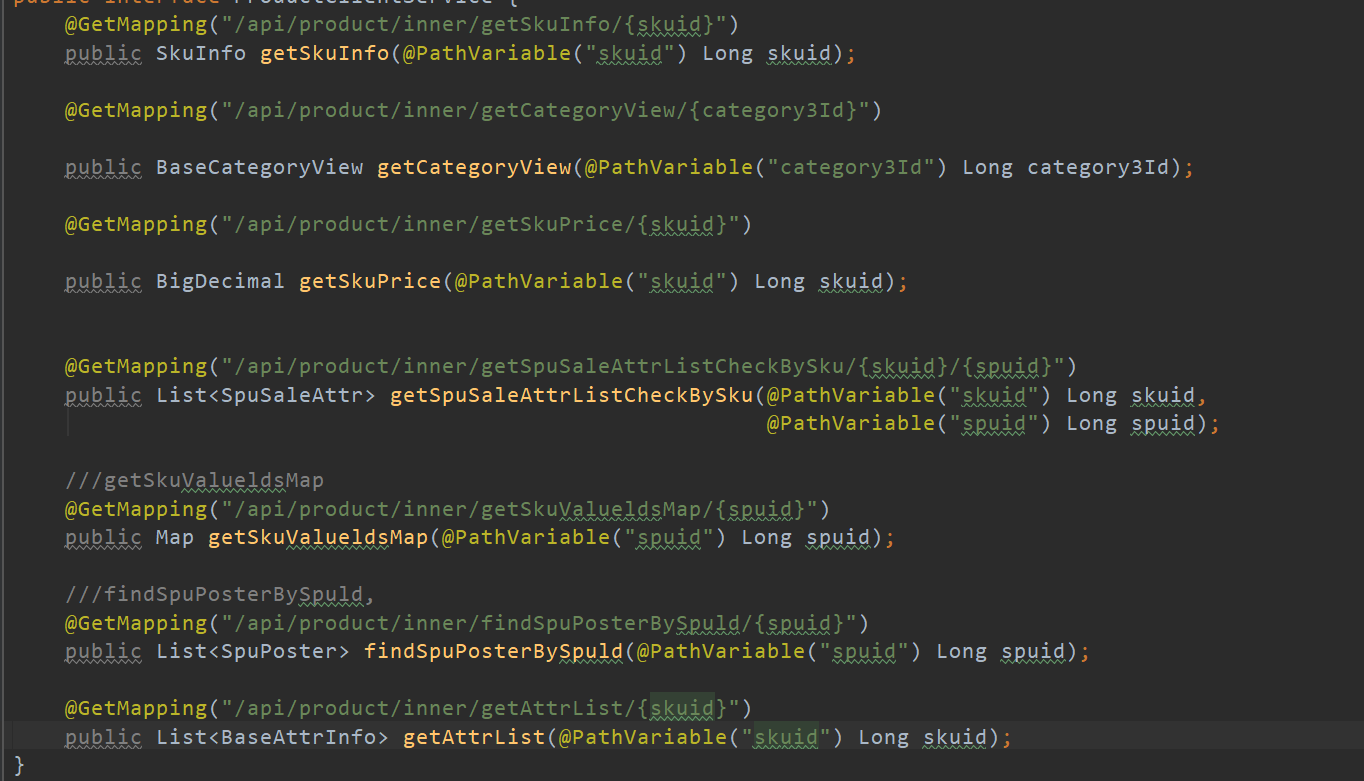 public interface ProductClientService {
@GetMapping("/api/product/inner/getSkuInfo/{skuid}")
public SkuInfo getSkuInfo(@PathVariable("skuid") Long skuid);
@GetMapping("/api/product/inner/getCategoryView/{category3Id}")
public BaseCategoryView getCategoryView(@PathVariable("category3Id") Long category3Id);
@GetMapping("/api/product/inner/getSkuPrice/{skuid}")
public BigDecimal getSkuPrice(@PathVariable("skuid") Long skuid);
@GetMapping("/api/product/inner/getSpuSaleAttrListCheckBySku/{skuid}/{spuid}")
public List<SpuSaleAttr> getSpuSaleAttrListCheckBySku(@PathVariable("skuid") Long skuid,
@PathVariable("spuid") Long spuid);
///getSkuValueldsMap
@GetMapping("/api/product/inner/getSkuValueldsMap/{spuid}")
public Map getSkuValueldsMap(@PathVariable("spuid") Long spuid);
///findSpuPosterBySpuld,
@GetMapping("/api/product/inner/findSpuPosterBySpuld/{spuid}")
public List<SpuPoster> findSpuPosterBySpuld(@PathVariable("spuid") Long spuid);
@GetMapping("/api/product/inner/getAttrList/{skuid}")
public List<BaseAttrInfo> getAttrList(@PathVariable("skuid") Long skuid);
}